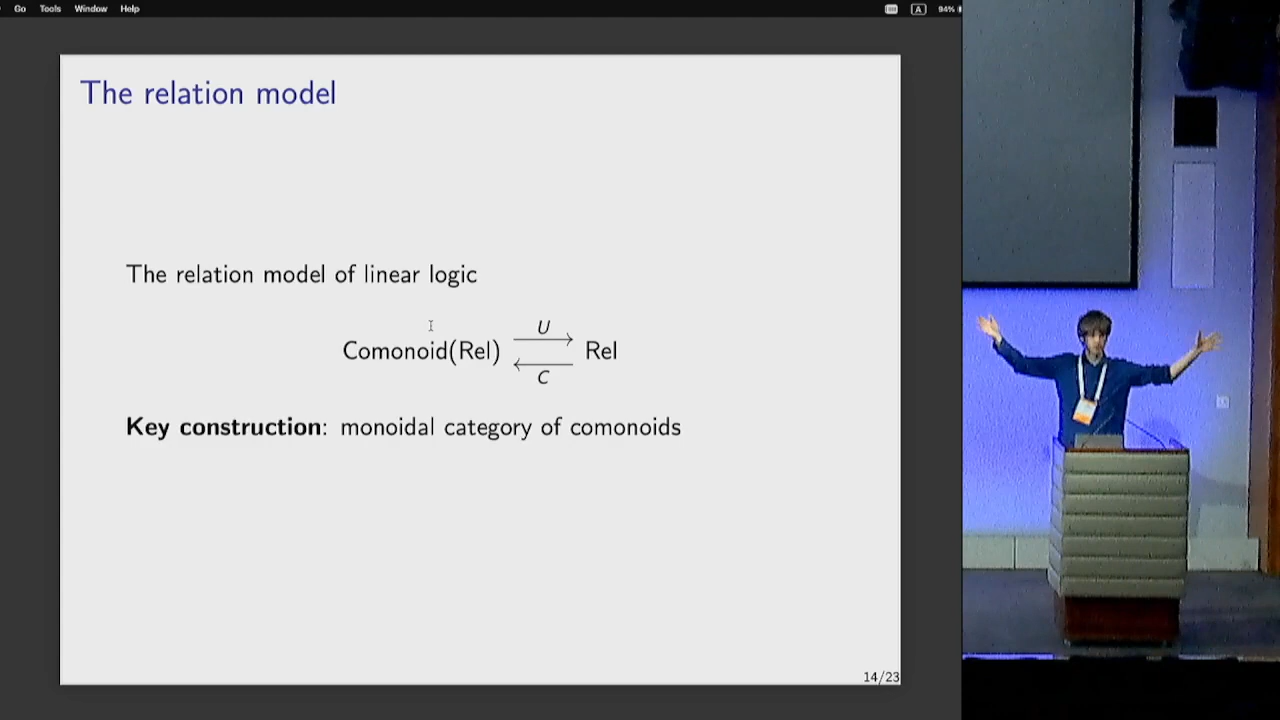 Go Tools Window Help A 94%
The relation model
The relation model of linear logic
U
Comonoid(Rel) ⇄ Rel
C
Key construction: monoidal category of comonoids
14/23